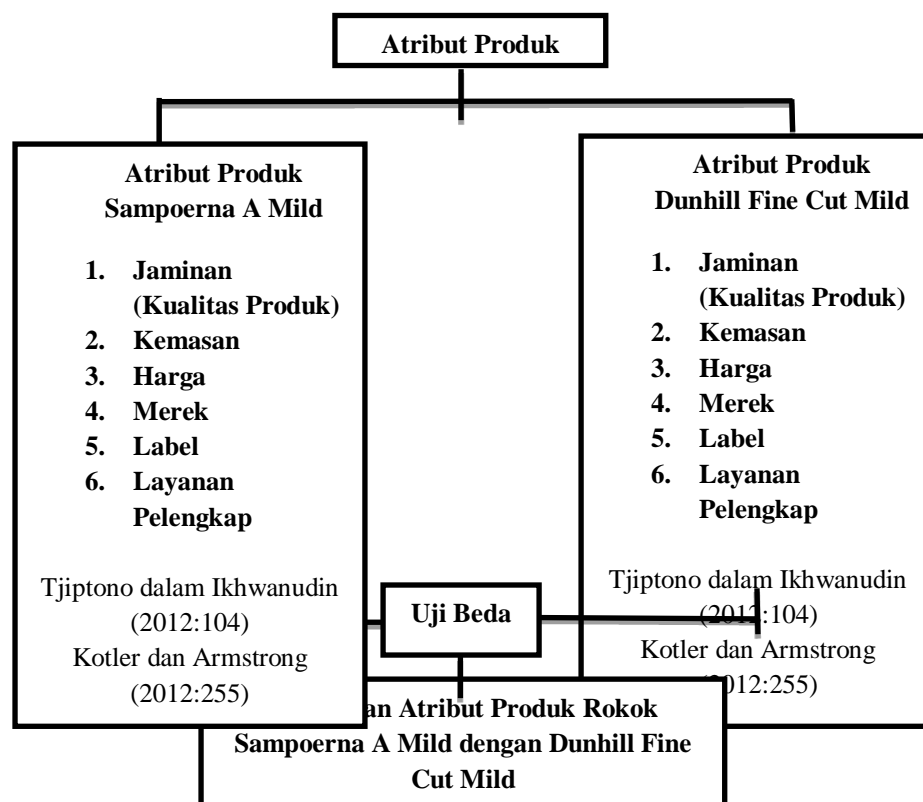 Atribut Produk
Atribut Produk
Sampoerna A Mild
1. Jaminan
(Kualitas Produk)
2. Kemasan
3. Harga
4. Merek
5. Label
6. Layanan
Pelengkap
Tjiptono dalam Ikhwanudin
(2012:104)
Kotler dan Armstrong
(2012:255)
Atribut Produk
Dunhill Fine Cut Mild
1. Jaminan
(Kualitas Produk)
2. Kemasan
3. Harga
4. Merek
5. Label
6. Layanan
Pelengkap
Tjiptono dalam Ikhwanudin
(2012:104)
Kotler dan Armstrong
(2012:255)
Uji Beda
Atribut Produk Rokok
Sampoerna A Mild dengan Dunhill Fine
Cut Mild